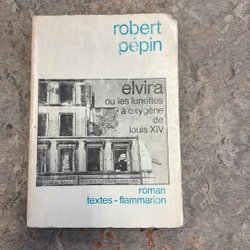 robert
pépin
elvira
ou les lunettes
à oxygène
de
louis XIV
roman
textes-flammarion